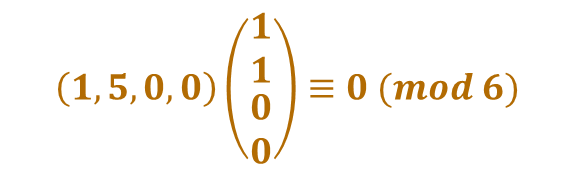 (1, 5, 0, 0) (1 1 0 0) ≡ 0 (mod 6)